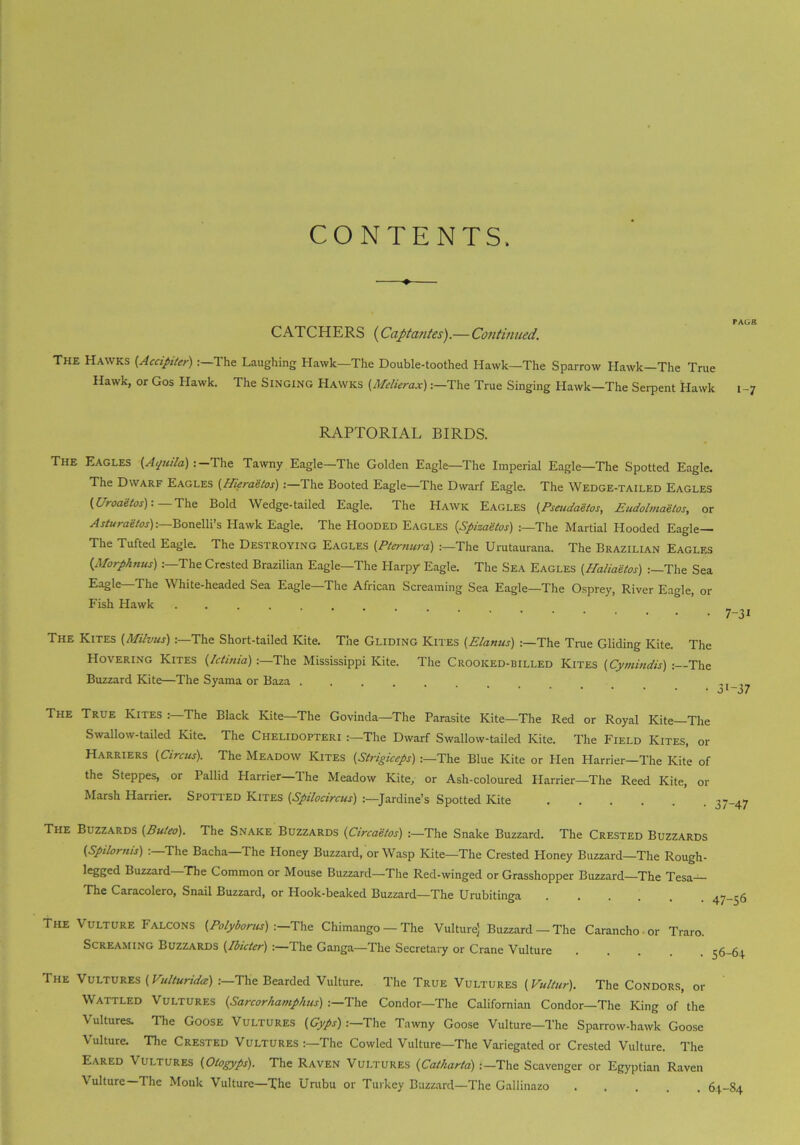 CONTENTS.
PAGE
CATCHERS (Captantes).—Continued.
THE HAWKS (Accipiter) :—The Laughing Hawk—The Double-toothed Hawk—The Sparrow Hawk—The True
Hawk, or Gos Hawk. The SINGING HAWKS (Melierax) :—The True Singing Hawk—The Serpent Hawk 1-7
RAPTORIAL BIRDS.
THE EAGLES (Aquila) :—The Tawny Eagle—The Golden Eagle—The Imperial Eagle—The Spotted Eagle.
The DWARF EAGLES (Hieraëtos) :—The Booted Eagle—The Dwarf Eagle. The WEDGE-TAILED EAGLES
(Uroaëtos) :—The Bold Wedge-tailed Eagle. The HAWK EAGLES (Pseudaëtos, Eudolmaëtos, or
Asturaëtos):—Bonelli's Hawk Eagle. The HOODED EAGLES (Spizaëtos) :—The Martial Hooded Eagle—
The Tufted Eagle. The DESTROYING EAGLES (Pternura) :—The Urutaurana. The BRAZILIAN EAGLES
(Morphnus) :—The Crested Brazilian Eagle—The Harpy Eagle. The SEA EAGLES (Haliaëtos) :—The Sea
Eagle—The White-headed Sea Eagle—The African Screaming Sea Eagle—The Osprey, River Eagle, or
Fish Hawk . . . . . . . . . . . . . . . . . . 7-31
THE KITES (Milvus) :—The Short-tailed Kite. The GLIDING KITES (Elanus) :—The True Gliding Kite. The
HOVERING KITES (Ictinia) :—The Mississippi Kite. The CROOKED-BILLED KITES (Cymindis) :—The
Buzzard Kite—The Syama or Baza . . . . . . . . . . . . . . 31-37
THE TRUE KITES :—The Black Kite—The Govinda—The Parasite Kite—The Red or Royal Kite—The
Swallow-tailed Kite. The CHELIDOPTERI :—The Dwarf Swallow-tailed Kite. The FIELD KITES, or
HARRIERS (Circus). The MEADOW KITES (Strigiceps) :—The Blue Kite or Hen Harrier—The Kite of
the Steppes, or Pallid Harrier—The Meadow Kite, or Ash-coloured Harrier—The Reed Kite, or
Marsh Harrier. SPOTTED KITES (Spilocircus) :—Jardine's Spotted Kite . . . . . . 37-47
THE BUZZARDS (Buteo). The SNAKE BUZZARDS (Circaëtos) :—The Snake Buzzard. The CRESTED BUZZARDS
(Spilornis) :—The Bacha—The Honey Buzzard, or Wasp Kite—The Crested Honey Buzzard—The Rough-
legged Buzzard—The Common or Mouse Buzzard—The Red-winged or Grasshopper Buzzard—The Tesa—
The Caracolero, Snail Buzzard, or Hook-beaked Buzzard—The Urubitinga . . . . . . 47-56
THE VULTURE FALCONS (Polyborus) :—The Chimango—The Vulture Buzzard—The Carancho or Traro.
SCREAMING BUZZARDS (Ibicter) :—The Ganga—The Secretary or Crane Vulture . . . . . 56-64
THE VULTURES (Vulturidæ) :—The Bearded Vulture. The TRUE VULTURES (Vultur). The CONDORS, or
WATTLED VULTURES (Sarcorhamphus) :—The Condor—The Californian Condor—The King of the
Vultures. The GOOSE VULTURES (Gyps) :—The Tawny Goose Vulture—The Sparrow-hawk Goose
Vulture. The CRESTED VULTURES :—The Cowled Vulture—The Variegated or Crested Vulture. The
EARED VULTURES (Otogyps). The RAVEN VULTURES (Catharta) :—The Scavenger or Egyptian Raven
Vulture—The Monk Vulture—The Urubu or Turkey Buzzard—The Gallinazo . . . . . 64-84